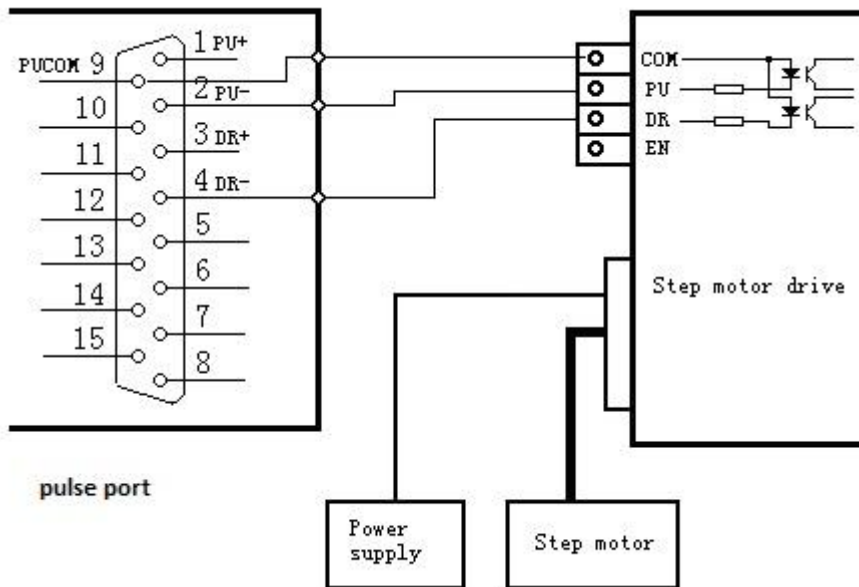 1 PU+
PUCOM 9
2 PU-
10
3 DR+
11
4 DR-
12
5
13
6
14
7
15
8
COM
PU
DR
EN
Step motor drive
pulse port
Power
supply
Step motor